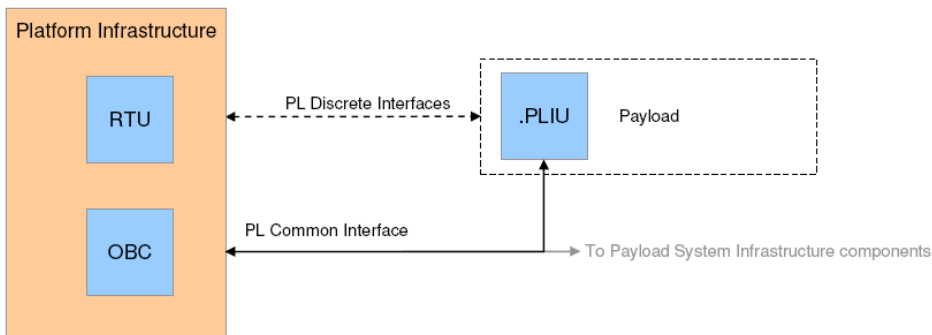 Platform Infrastructure
RTU
PL Discrete Interfaces
.PLIU
Payload
OBC
PL Common Interface
To Payload System Infrastructure components